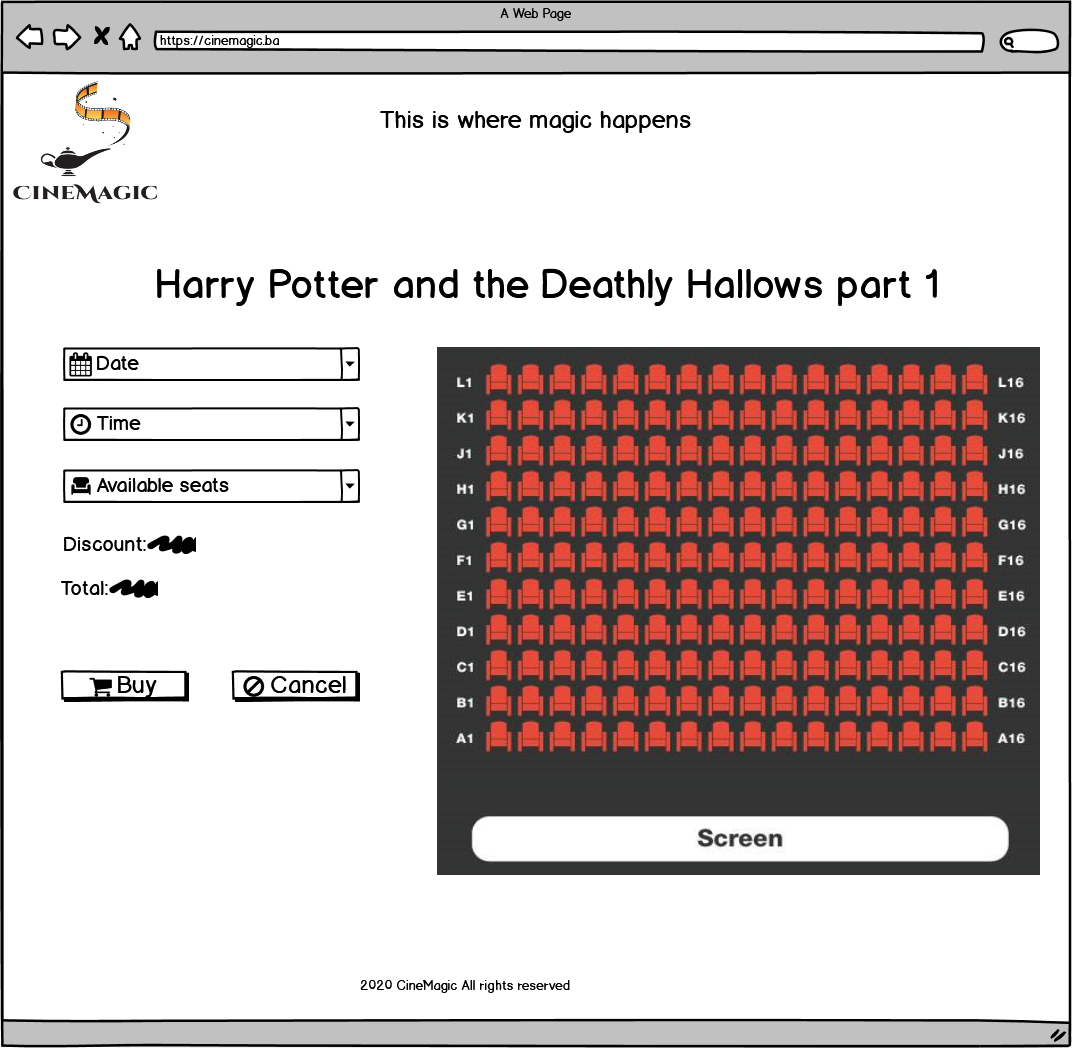 A Web Page
https://cinemagic.ba
This is where magic happens
CINEMAGIC
Harry Potter and the Deathly Hallows part 1
Date
Time
Available seats
Discount:
Total:
Buy
Cancel
L1 L16
K1 K16
J1 J16
H1 H16
G1 G16
F1 F16
E1 E16
D1 D16
C1 C16
B1 B16
A1 A16
Screen
2020 CineMagic All rights reserved